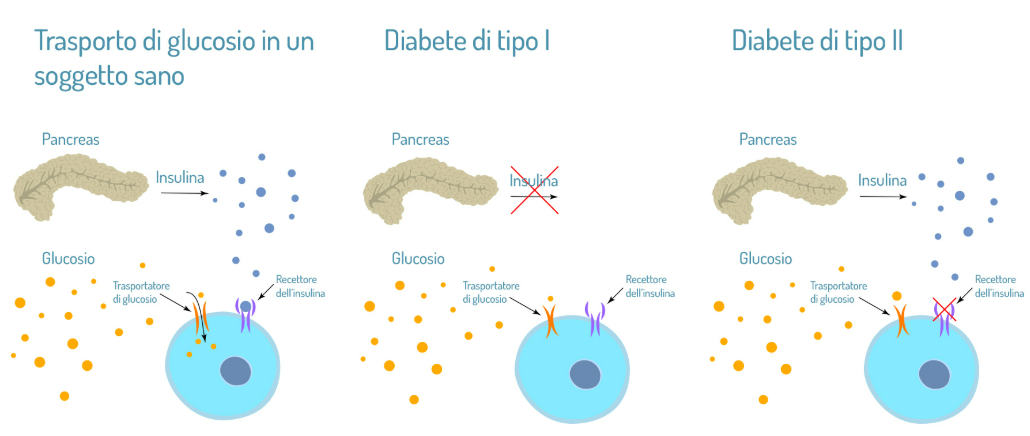 Trasporto di glucosio in un
soggetto sano
Pancreas
Insulina
Glucosio
Trasportatore
di glucosio
Recettore
dell'insulina
Diabete di tipo I
Pancreas
Insulina
Glucosio
Trasportatore
di glucosio
Recettore
dell'insulina
Diabete di tipo II
Pancreas
Insulina
Glucosio
Trasportatore
di glucosio
Recettore
dell'insulina